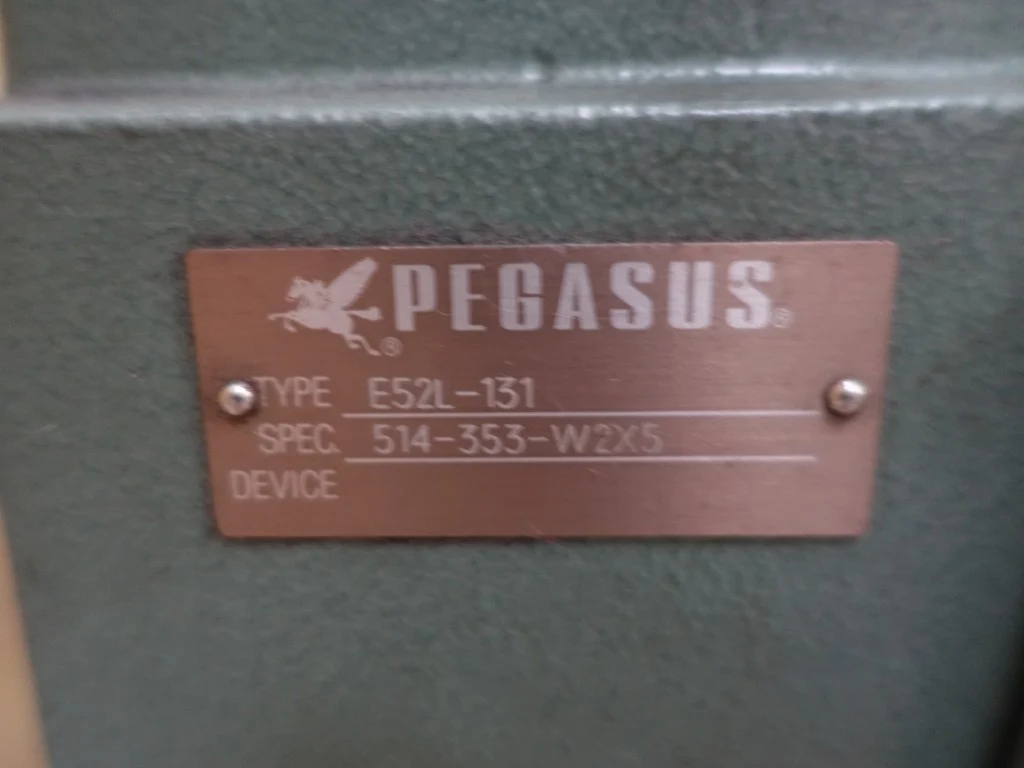 PEGASUS®
®
TYPE E52L-131
SPEC. 514-353-W2X5
DEVICE